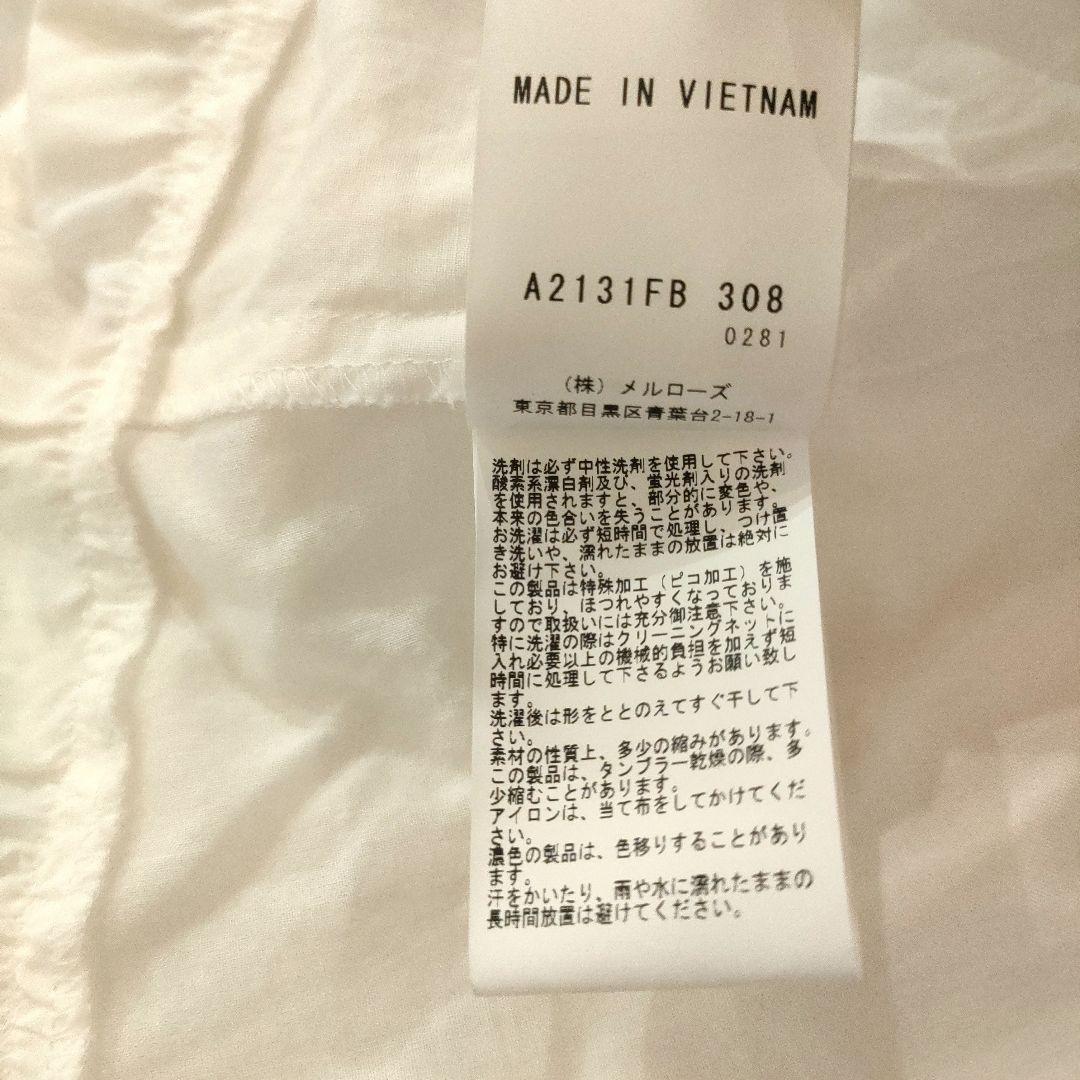 MADE IN VIETNAM
A2131FB 308
0281
(株) メルローズ
東京都目黒区青葉台2-18-1
洗剤は必ず中性洗剤を使用して下さい。
酸素系漂白剤及び、蛍光剤入りの洗剤
を使用されますと、部分的に変色や、
本来の色合いを失うことがあります。
お洗濯は必ず短時間で処理し、つけ置
き洗いや、濡れたままの放置は絶対に
お避け下さい。
この製品は特殊加工(ピコ加工)を施
しており、ほつれやすくなっておりま
すので取扱いには充分御注意下さい。
特に洗濯の際はクリーニングネットに
入れ必要以上の機械的負担を加えず短
時間に処理して下さるようお願い致し
ます。
洗濯後は形をととのえてすぐ干して下
さい。
素材の性質上、多少の縮みがあります。
この製品は、タンブラー乾燥の際、多
少縮むことがあります。
アイロンは、当て布をしてかけてくだ
さい。
濃色の製品は、色移りすることがあり
ます。
汗をかいたり、雨や水に濡れたままの
長時間放置は避けてください。